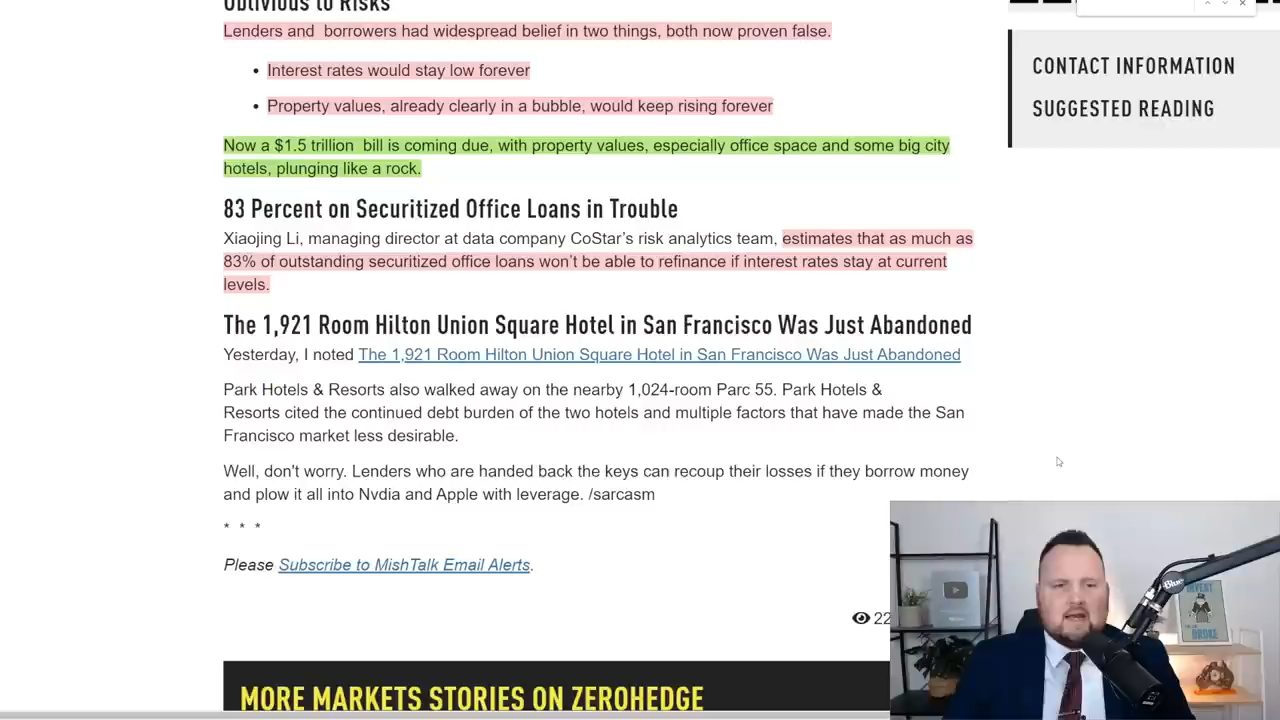 Oblivious to Risks
Lenders and  borrowers had widespread belief in two things, both now proven false.
• Interest rates would stay low forever
• Property values, already clearly in a bubble, would keep rising forever
Now a $1.5 trillion  bill is coming due, with property values, especially office space and some big city
hotels, plunging like a rock.
83 Percent on Securitized Office Loans in Trouble
Xiaojing Li, managing director at data company CoStar's risk analytics team, estimates that as much as
83% of outstanding securitized office loans won't be able to refinance if interest rates stay at current
levels.
The 1,921 Room Hilton Union Square Hotel in San Francisco Was Just Abandoned
Yesterday, I noted The 1,921 Room Hilton Union Square Hotel in San Francisco Was Just Abandoned
Park Hotels & Resorts also walked away on the nearby 1,024-room Parc 55. Park Hotels &
Resorts cited the continued debt burden of the two hotels and multiple factors that have made the San
Francisco market less desirable.
Well, don't worry. Lenders who are handed back the keys can recoup their losses if they borrow money
and plow it all into Nvdia and Apple with leverage. /sarcasm
* * *
Please Subscribe to MishTalk Email Alerts.
22
MORE MARKETS STORIES ON ZEROHEDGE
CONTACT INFORMATION
SUGGESTED READING
Blue
INVEST
BROKE